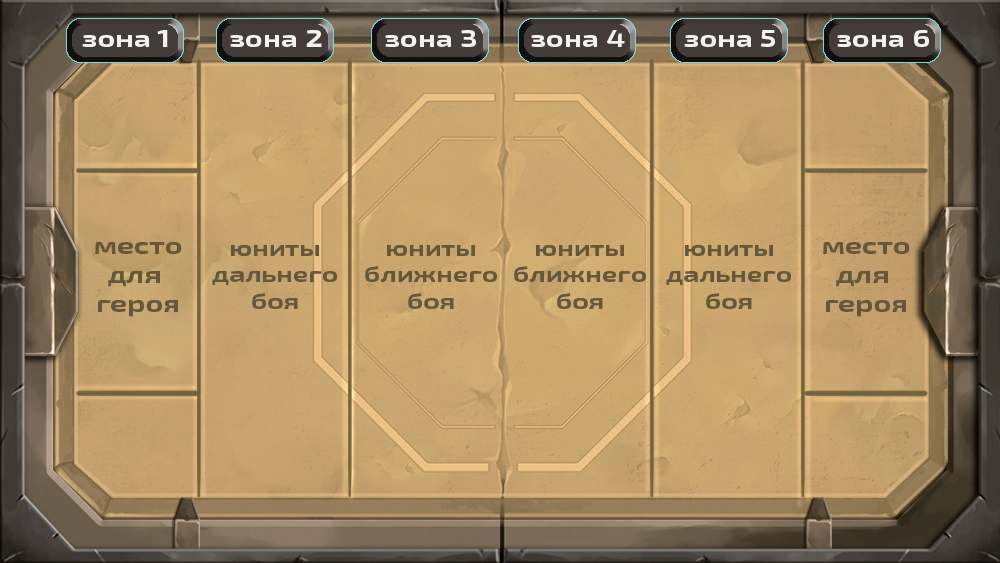 зона 1
зона 2
зона 3
зона 4
зона 5
зона 6
место
для
героя
юниты
дальнего
боя
юниты
ближнего
боя
юниты
ближнего
боя
юниты
дальнего
боя
место
для
героя